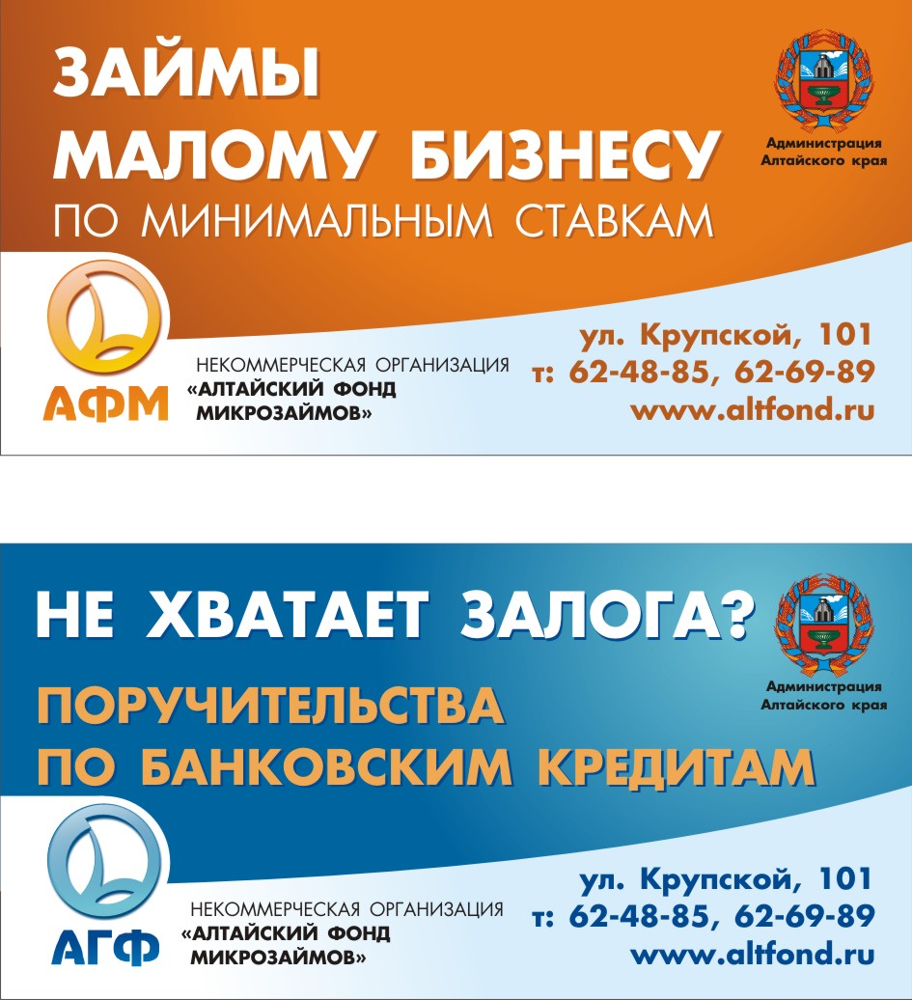 ЗАЙМЫ
МАЛОМУ БИЗНЕСУ
ПО МИНИМАЛЬНЫМ СТАВКАМ
Администрация
Алтайского края
АФМ
НЕКОММЕРЧЕСКАЯ ОРГАНИЗАЦИЯ
«АЛТАЙСКИЙ ФОНД
МИКРОЗАЙМОВ»
ул. Крупской, 101
т: 62-48-85, 62-69-89
www.altfond.ru
НЕ ХВАТАЕТ ЗАЛОГА?
ПОРУЧИТЕЛЬСТВА
ПО БАНКОВСКИМ КРЕДИТАМ
Администрация
Алтайского края
АГФ
НЕКОММЕРЧЕСКАЯ ОРГАНИЗАЦИЯ
«АЛТАЙСКИЙ ФОНД
МИКРОЗАЙМОВ»
ул. Крупской, 101
т: 62-48-85, 62-69-89
www.altfond.ru